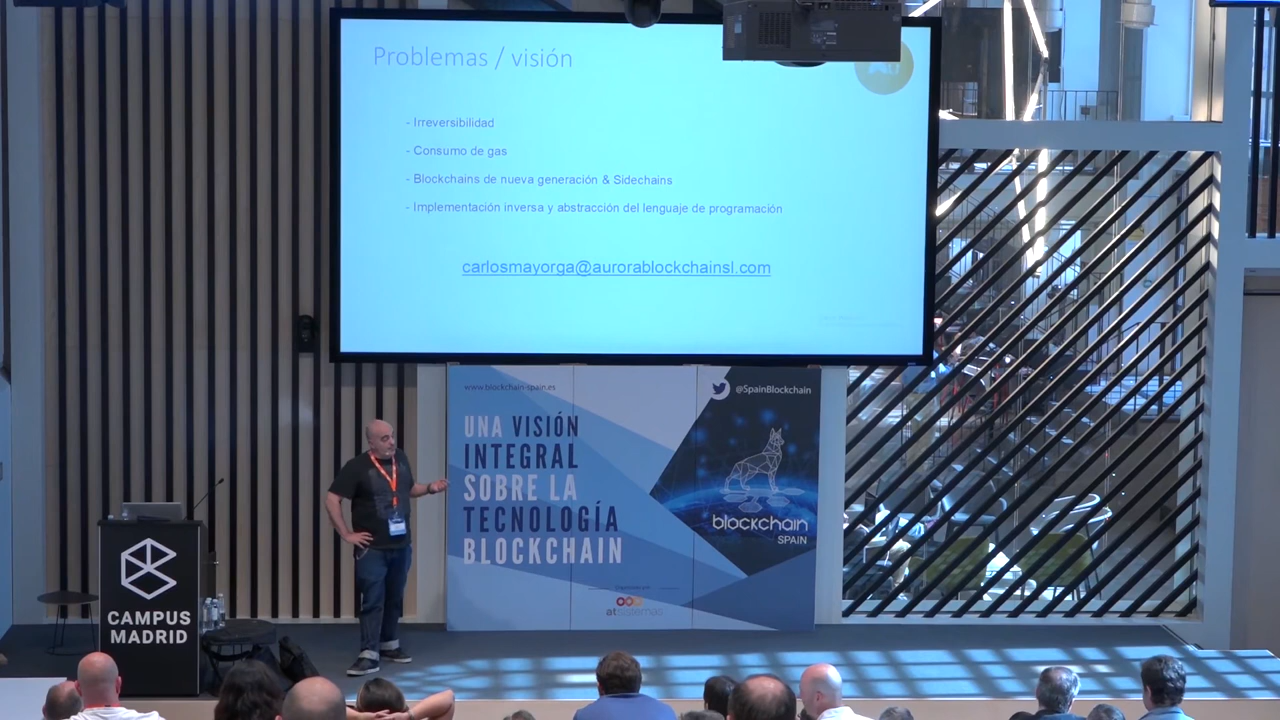 Problemas / visión
- Irreversibilidad
- Consumo de gas
- Blockchains de nueva generación & Sidechains
- Implementación inversa y abstracción del lenguaje de programación
carlosmayorga@aurorablockchainsl.com
www.blockchain-spain.es
@SpainBlockchain
UNA VISIÓN
INTEGRAL
SOBRE LA
TECNOLOGÍA
BLOCKCHAIN
blockchain
SPAIN
atsistemas
CAMPUS
MADRID